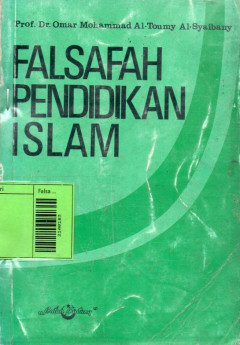 Prof. Dr. Omar Mohammad Al-Toumy Al-Syaibany
FALSAFAH
PENDIDIKAN
ISLAM
Falsa ...